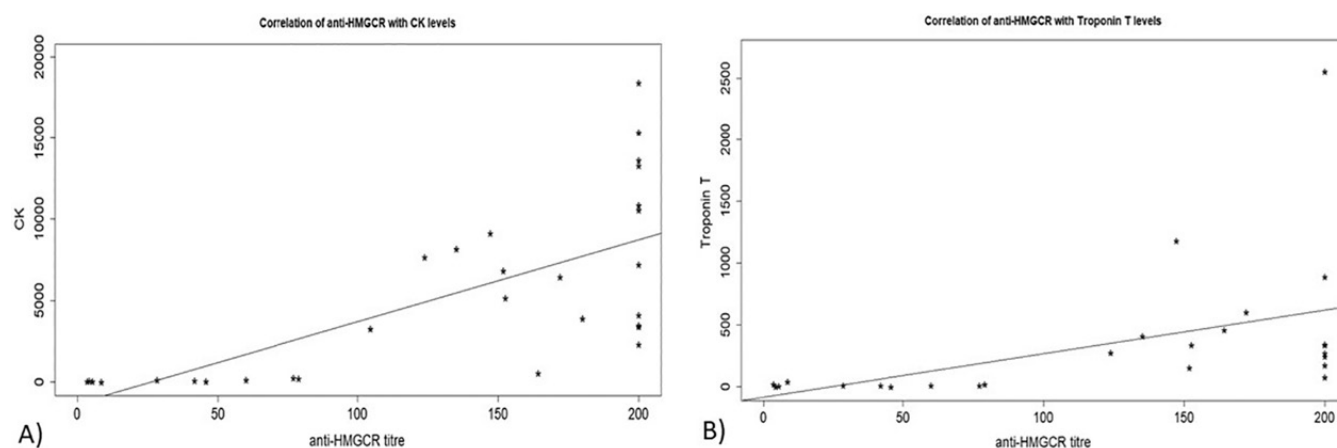 Correlation of anti-HMGCR with CK levels
20000
15000
10000
5000
0
CK
0 50 100 150 200
anti-HMGCR titre
A)
Correlation of anti-HMGCR with Troponin T levels
2500
2000
1500
1000
500
0
Troponin T
0 50 100 150 200
anti-HMGCR titre
B)